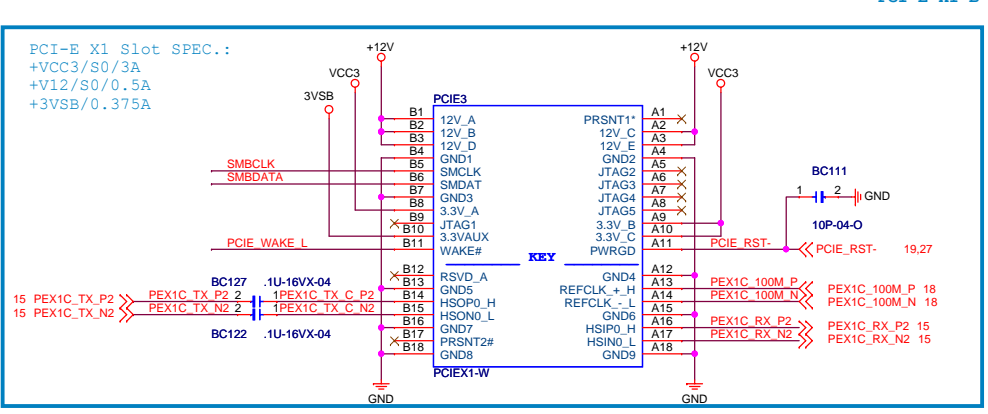 PCI-E X1 Slot SPEC.:
+VCC3/S0/3A
+V12/S0/0.5A
+3VSB/0.375A
+12V
VCC3
3VSB
+12V
VCC3
PCIE3
B1 12V_A PRSNT1* A1
B2 12V_B 12V_C A2
B3 12V_D 12V_E A3
B4 GND1 GND2 A4
SMBCLK B5 SMCLK JTAG2 A5
SMBDATA B6 SMDAT JTAG3 A6
B7 GND3 JTAG4 A7
B8 3.3V_A JTAG5 A8
B9 JTAG1 3.3V_B A9
B10 3.3VAUX 3.3V_C A10
PCIE_WAKE_L B11 WAKE# PWRGD A11 PCIE_RST- PCIE_RST- 19,27
BC111
1 2 GND
10P-04-O
KEY
B12 RSVD_A GND4 A12
B13 GND5 REFCLK_+_H A13 PEX1C_100M_P PEX1C_100M_P 18
BC127 .1U-16VX-04
15 PEX1C_TX_P2 PEX1C_TX_P2 2 1 PEX1C_TX_C_P2 B14 HSOP0_H REFCLK_-_L A14 PEX1C_100M_N PEX1C_100M_N 18
15 PEX1C_TX_N2 PEX1C_TX_N2 2 1 PEX1C_TX_C_N2 B15 HSON0_L GND6 A15
BC122 .1U-16VX-04
B16 GND7 HSIP0_H A16 PEX1C_RX_P2 PEX1C_RX_P2 15
B17 PRSNT2# HSIN0_L A17 PEX1C_RX_N2 PEX1C_RX_N2 15
B18 GND8 GND9 A18
PCIEX1-W
GND
GND